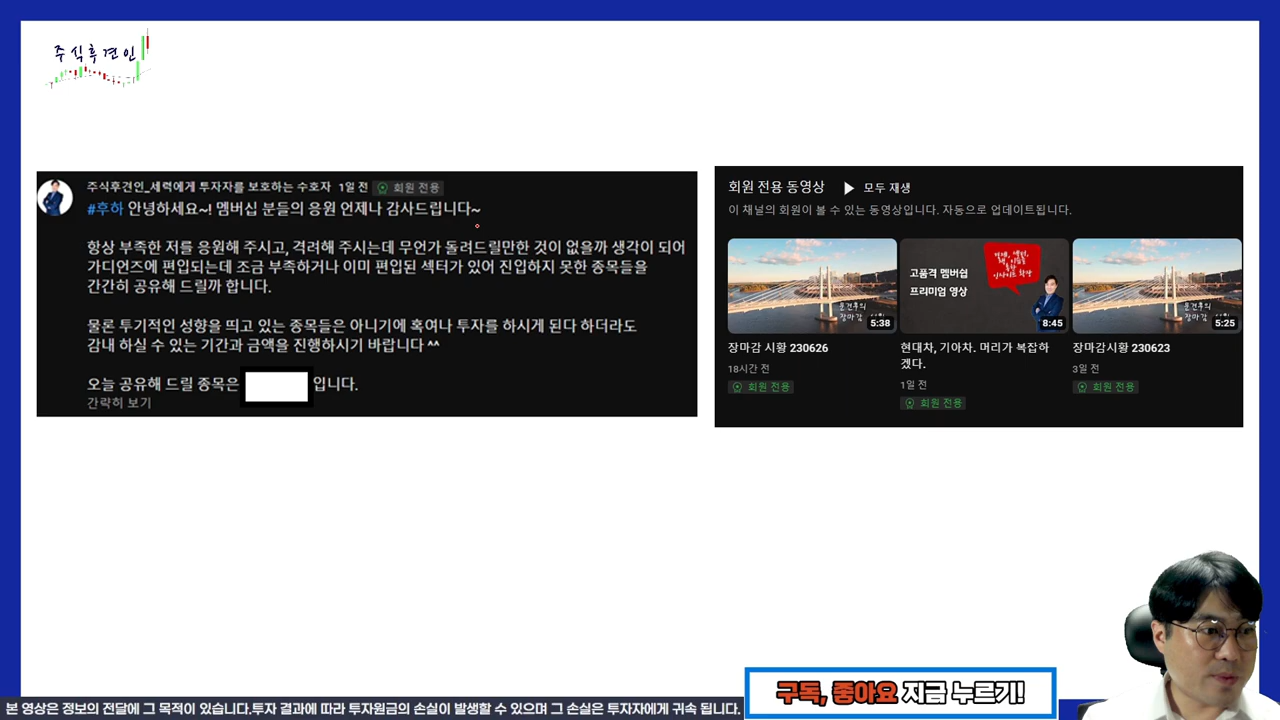 주식후견인
주식후견인_세력에게 투자자를 보호하는 수호자 1일 전 회원 전용
#후하 안녕하세요~! 멤버십 분들의 응원 언제나 감사드립니다~
항상 부족한 저를 응원해 주시고, 격려해 주시는데 무언가 돌려드릴만한 것이 없을까 생각이 되어
가디언즈에 편입되는데 조금 부족하거나 이미 편입된 섹터가 있어 진입하지 못한 종목들을
간간히 공유해 드릴까 합니다.
물론 투기적인 성향을 띄고 있는 종목들은 아니기에 혹여나 투자를 하시게 된다 하더라도
감내 하실 수 있는 기간과 금액을 진행하시기 바랍니다 ^^
오늘 공유해 드릴 종목은 입니다.
간략히 보기
회원 전용 동영상 모두 재생
이 채널의 회원이 볼 수 있는 동영상입니다. 자동으로 업데이트됩니다.
문건후의
장마감
5:38
장마감 시황 230626
18시간 전
회원 전용
고품격 멤버쉽
프리미엄 영상
8:45
현대차, 기아차. 머리가 복잡하
겠다.
1일 전
회원 전용
문건후의
장마감
5:25
장마감시황 230623
3일 전
회원 전용
구독, 좋아요 지금 누르기!
본 영상은 정보의 전달에 그 목적이 있습니다.투자 결과에 따라 투자원금의 손실이 발생할 수 있으며 그 손실은 투자자에게 귀속 됩니다.